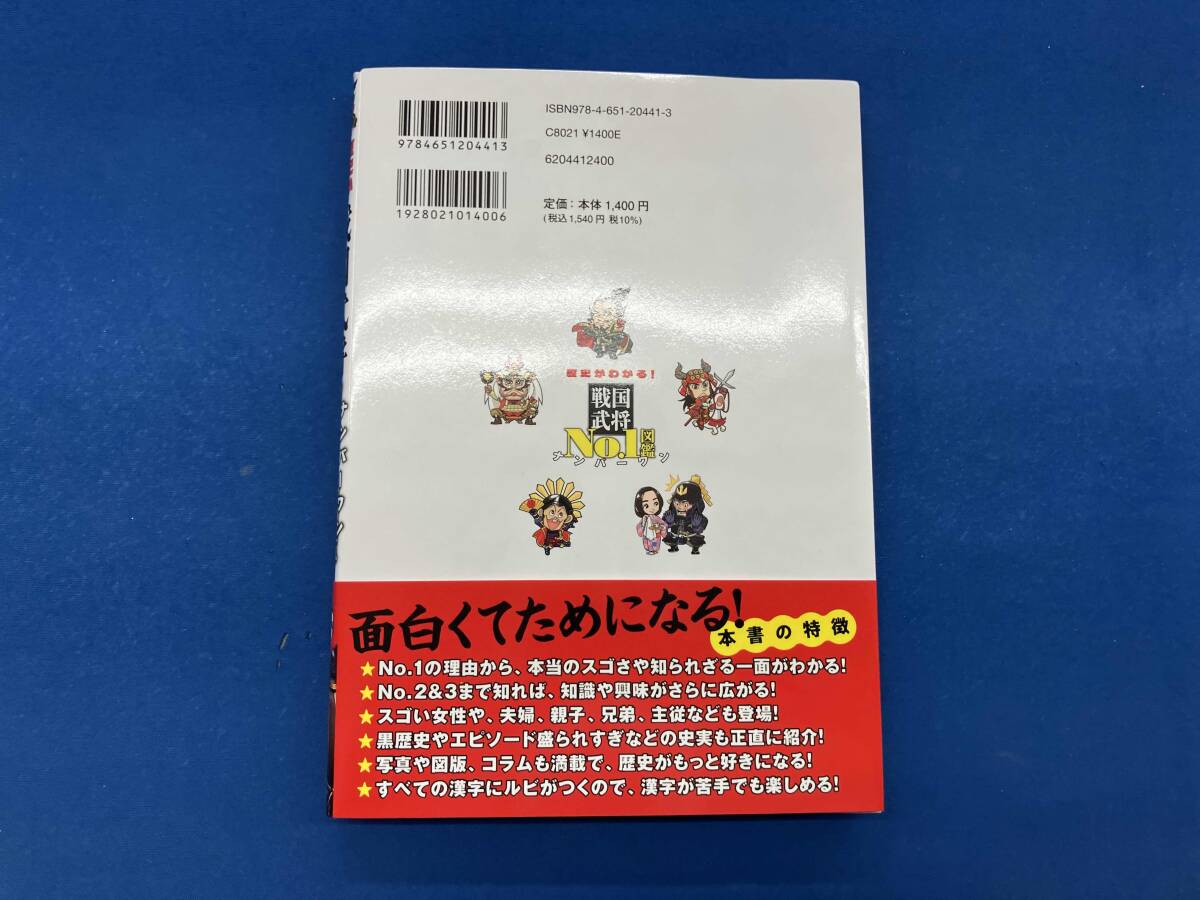 ISBN978-4-651-20441-3
C8021 ¥1400E
9784651204413
6204412400
定価：本体 1,400 円
1928021014006
(税込1,540円 税10%)
歴史がわかる！
戦国
武将
No.1図鑑
ナンバーワン
面白くてためになる！
本書の特徴
★No.1の理由から、本当のスゴさや知られざる一面がわかる！
★No.2&3まで知れば、知識や興味がさらに広がる！
★スゴい女性や、夫婦、親子、兄弟、主従なども登場！
★黒歴史やエピソード盛られすぎなどの史実も正直に紹介！
★写真や図版、コラムも満載で、歴史がもっと好きになる！
★すべての漢字にルビがつくので、漢字が苦手でも楽しめる！